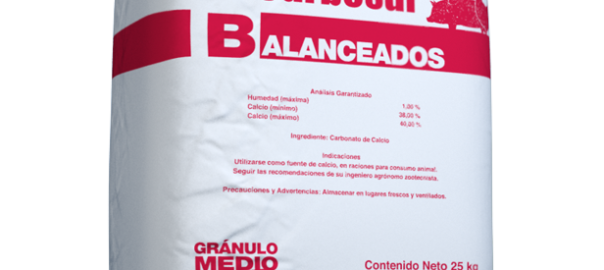 BALANCEADOS
Análisis Garantizado
Humedad (máxima) 1,00 %
Calcio (mínimo) 38,00 %
Calcio (máximo) 40,00 %
Ingrediente: Carbonato de Calcio
Indicaciones
Utilizarse como fuente de calcio, en raciones para consumo animal.
Seguir las recomendaciones de su ingeniero agrónomo zootecnista.
Precauciones y Advertencias: Almacenar en lugares frescos y ventilados.
GRÁNULO
MEDIO
Contenido Neto 25 kg